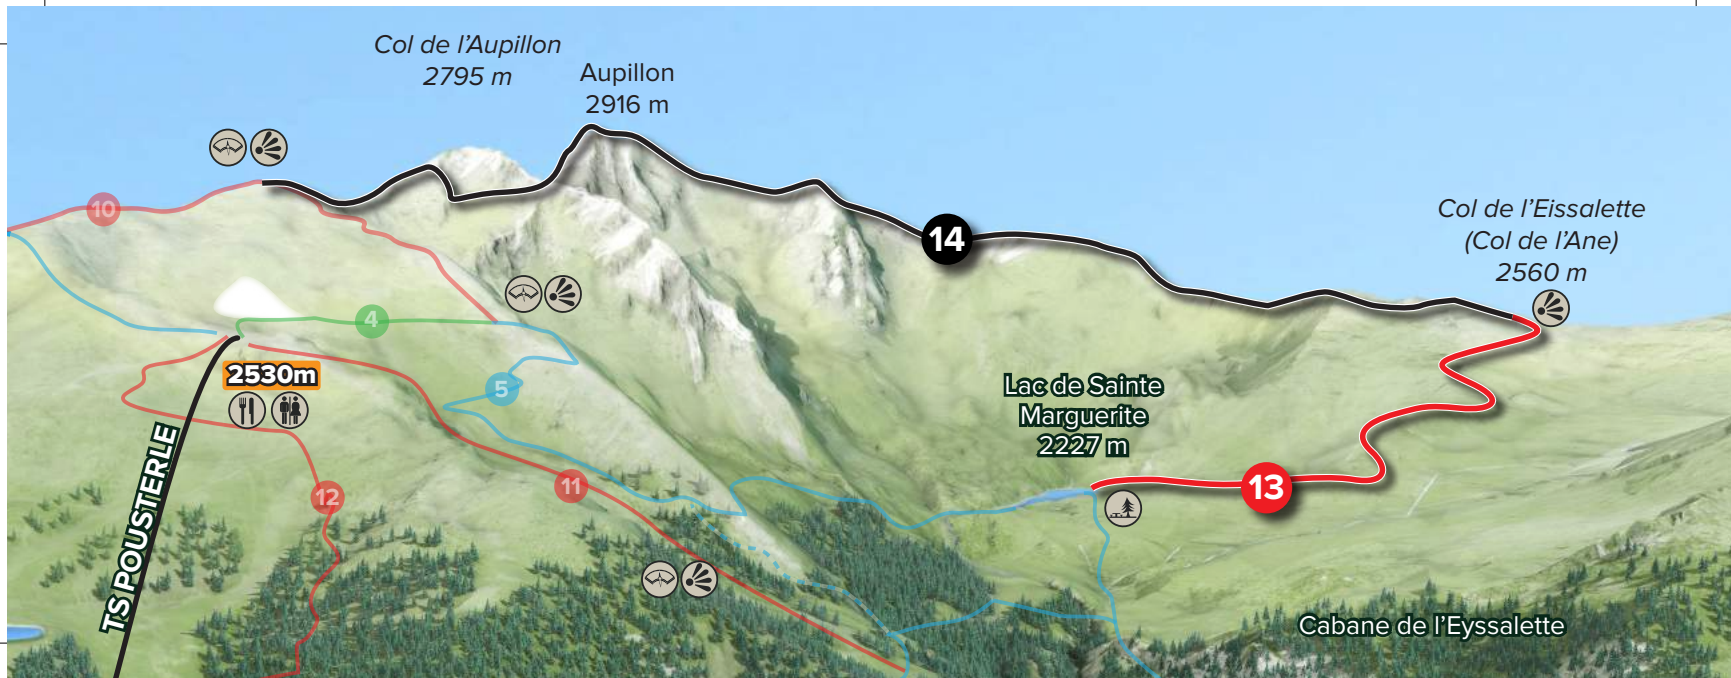 Col de l'Aupillon
2795 m
Aupillon
2916 m
10
14
Col de l'Eissalette
(Col de l'Ane)
2560 m
4
2530m
5
Lac de Sainte
Marguerite
2227 m
TS POUSTERLE
12
11
13
Cabane de l'Eyssalette